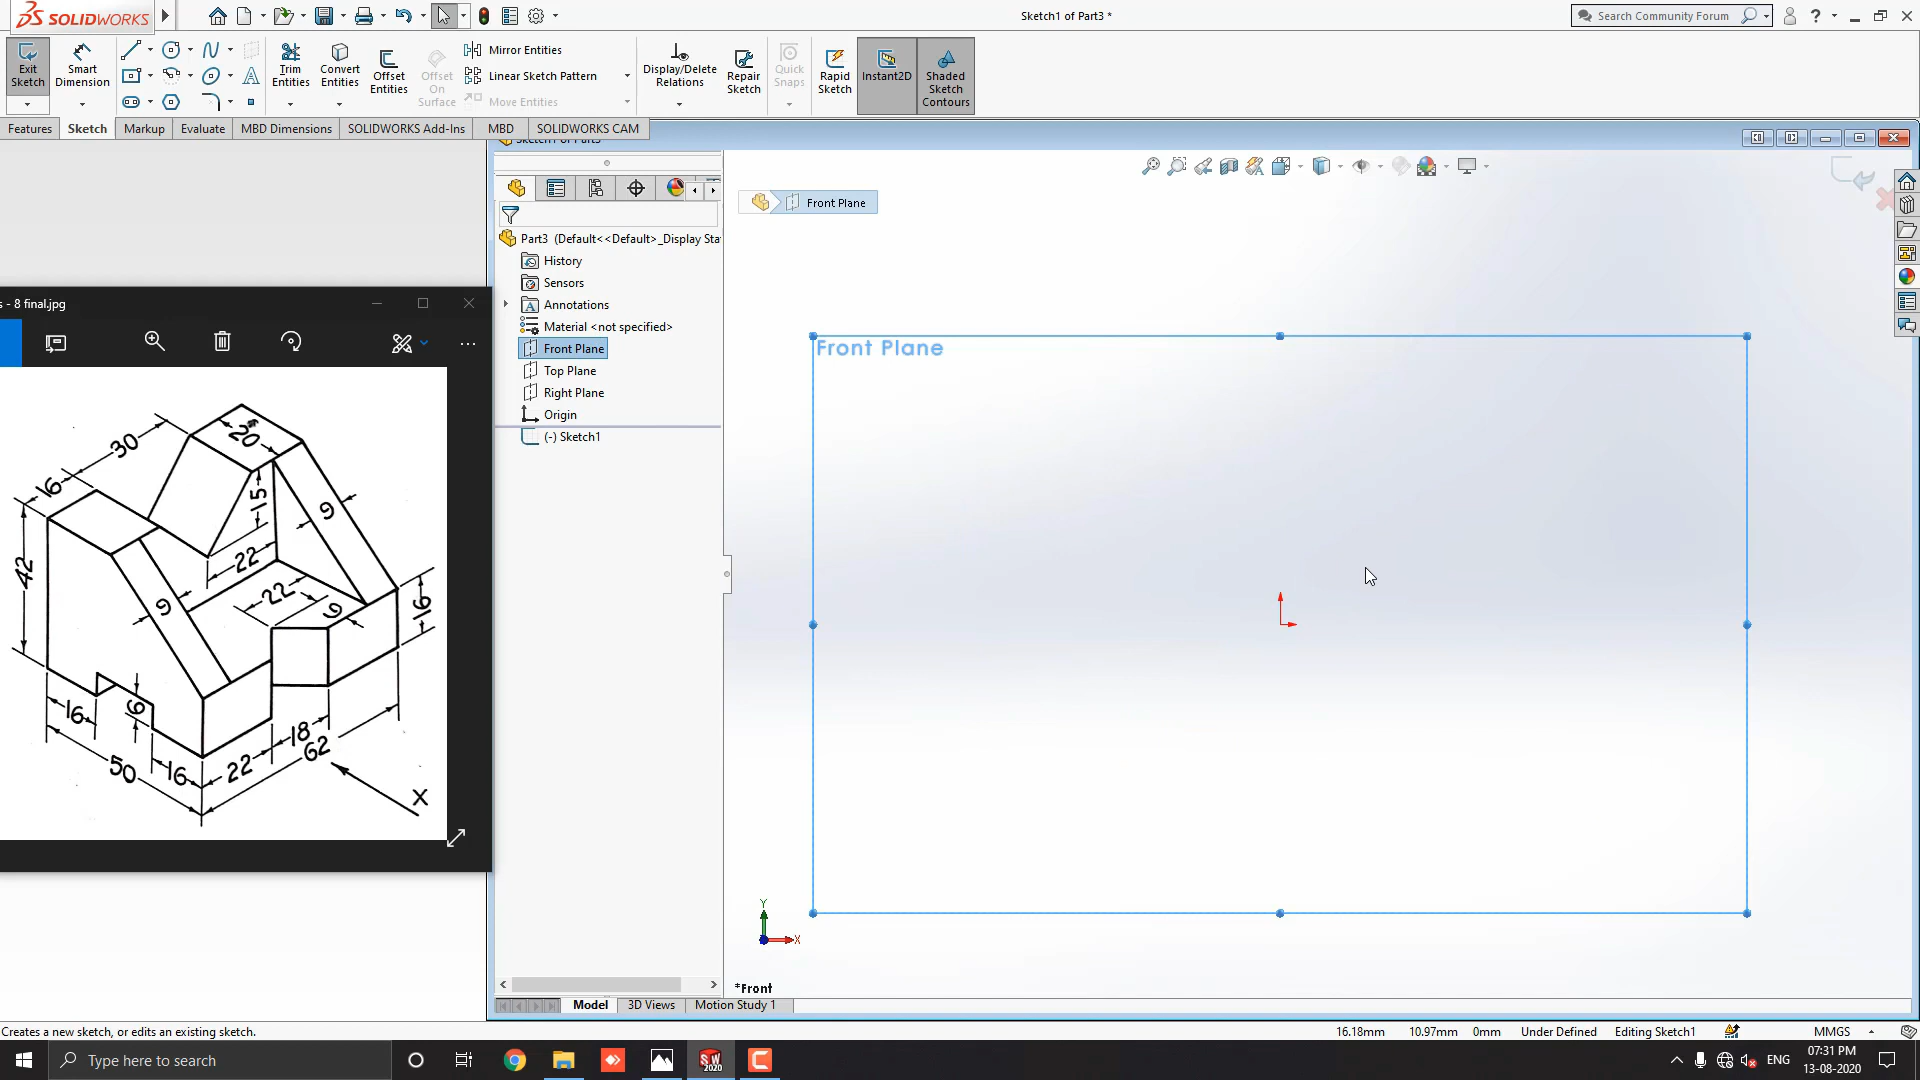 SOLIDWORKS
Sketch1 of Part3 *
Search Community Forum
Exit Sketch
Smart Dimension
Trim Entities
Convert Entities
Offset Entities
Offset On Surface
Mirror Entities
Linear Sketch Pattern
Move Entities
Display/Delete Relations
Repair Sketch
Quick Snaps
Rapid Sketch
Instant2D
Shaded Sketch Contours
Features Sketch Markup Evaluate MBD Dimensions SOLIDWORKS Add-Ins MBD SOLIDWORKS CAM
Sketch1 of Part3
Front Plane
Part3 (Default<<Default>_Display Sta
History
Sensors
Annotations
Material <not specified>
Front Plane
Top Plane
Right Plane
Origin
(-) Sketch1
s - 8 final.jpg
20
30
16
15
9
42
22
22
9
9
16
16
6
18
62
50
16
22
X
Front Plane
Y
X
*Front
Model 3D Views Motion Study 1
Creates a new sketch, or edits an existing sketch.
16.18mm 10.97mm 0mm Under Defined Editing Sketch1 MMGS
Type here to search
SW 2020
ENG
07:31 PM
13-08-2020